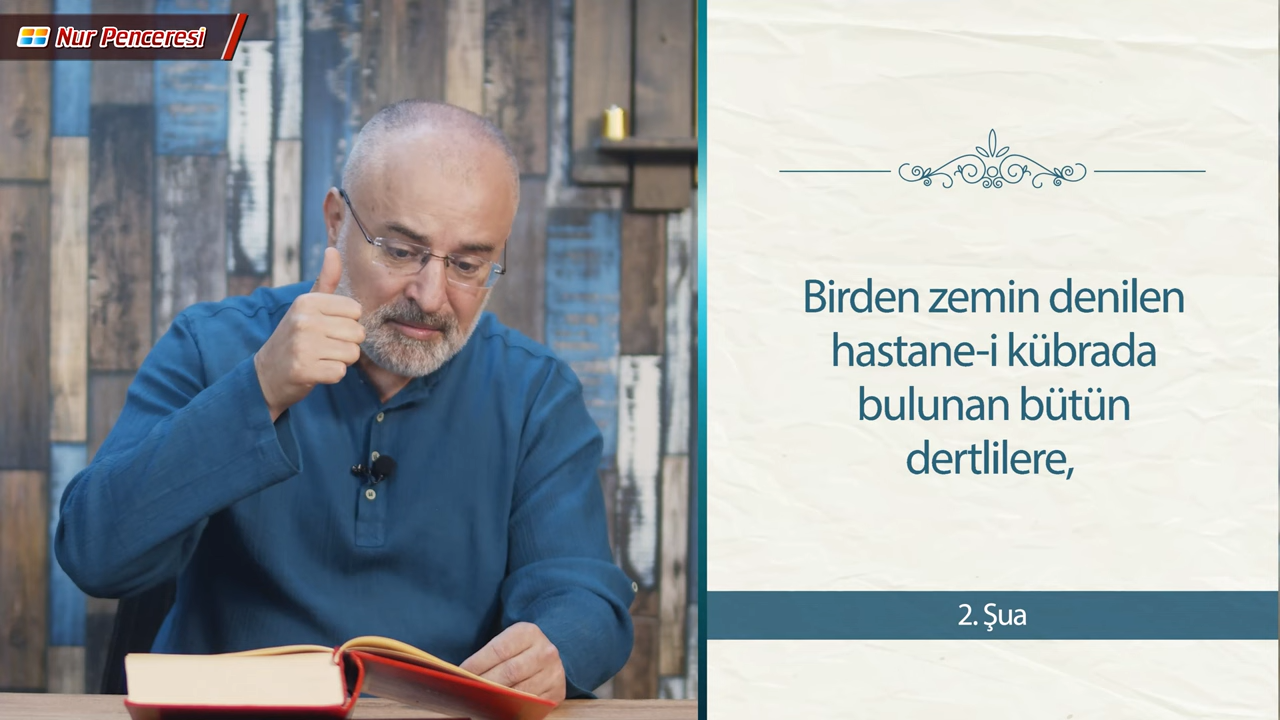 Nur Penceresi
Birden zemin denilen
hastane-i kübrada
bulunan bütün
dertlilere,
2. Şua